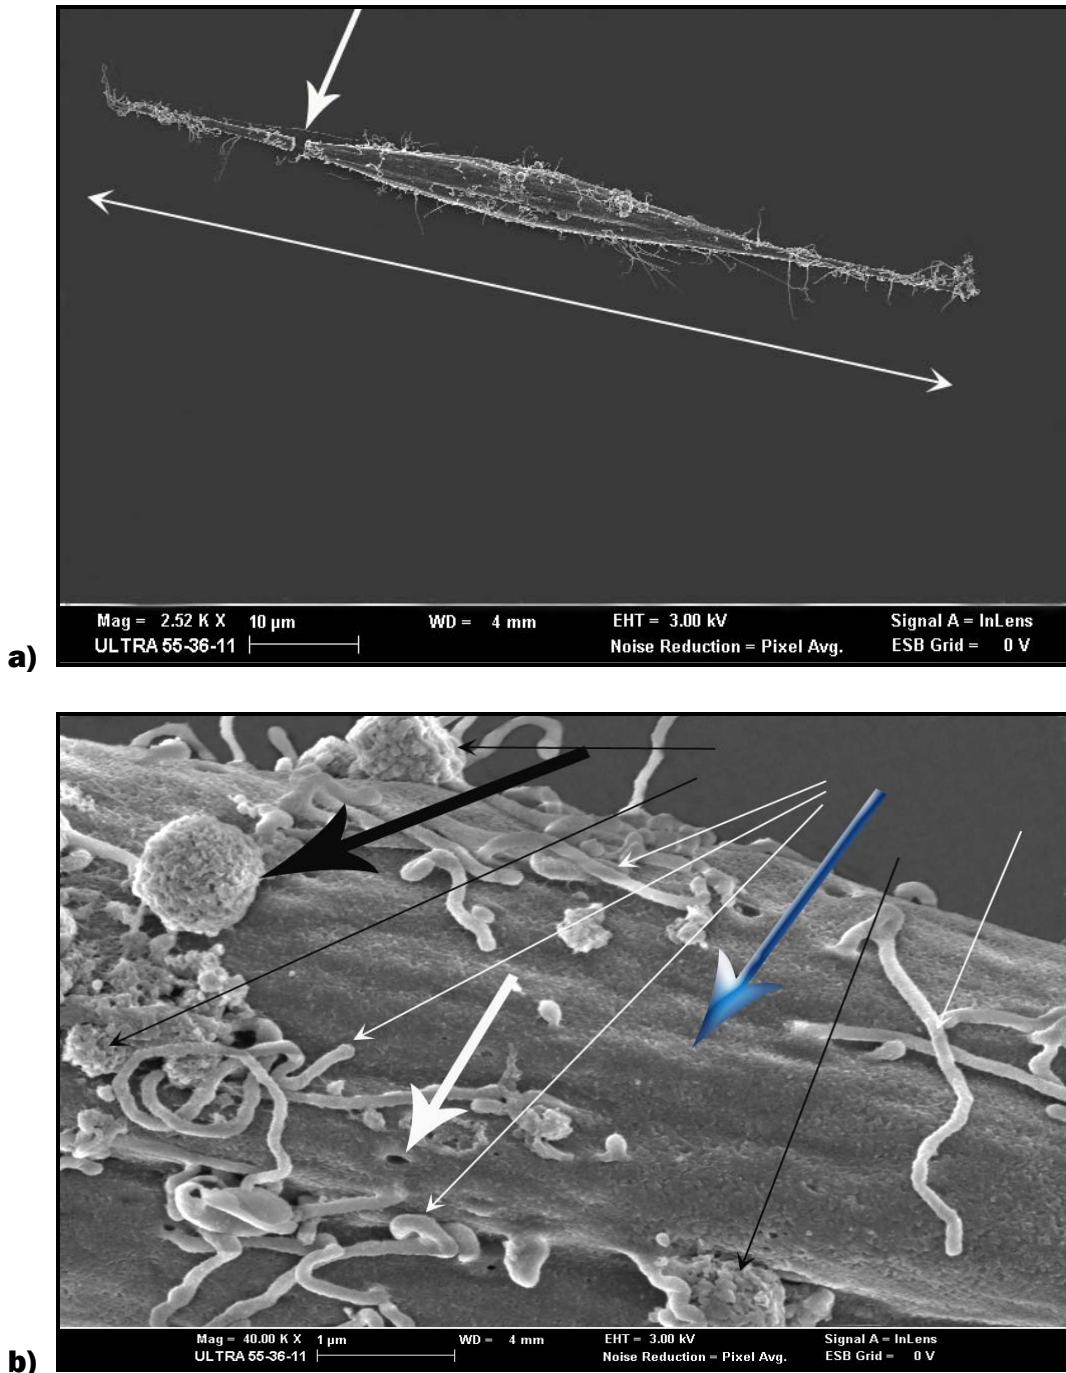 Mag = 2.52 K X 10 µm WD = 4 mm EHT = 3.00 kV Signal A = InLens
ULTRA 55-36-11 Noise Reduction = Pixel Avg. ESB Grid = 0 V
a)
Mag = 40.00 K X 1 µm WD = 4 mm EHT = 3.00 kV Signal A = InLens
ULTRA 55-36-11 Noise Reduction = Pixel Avg. ESB Grid = 0 V
b)